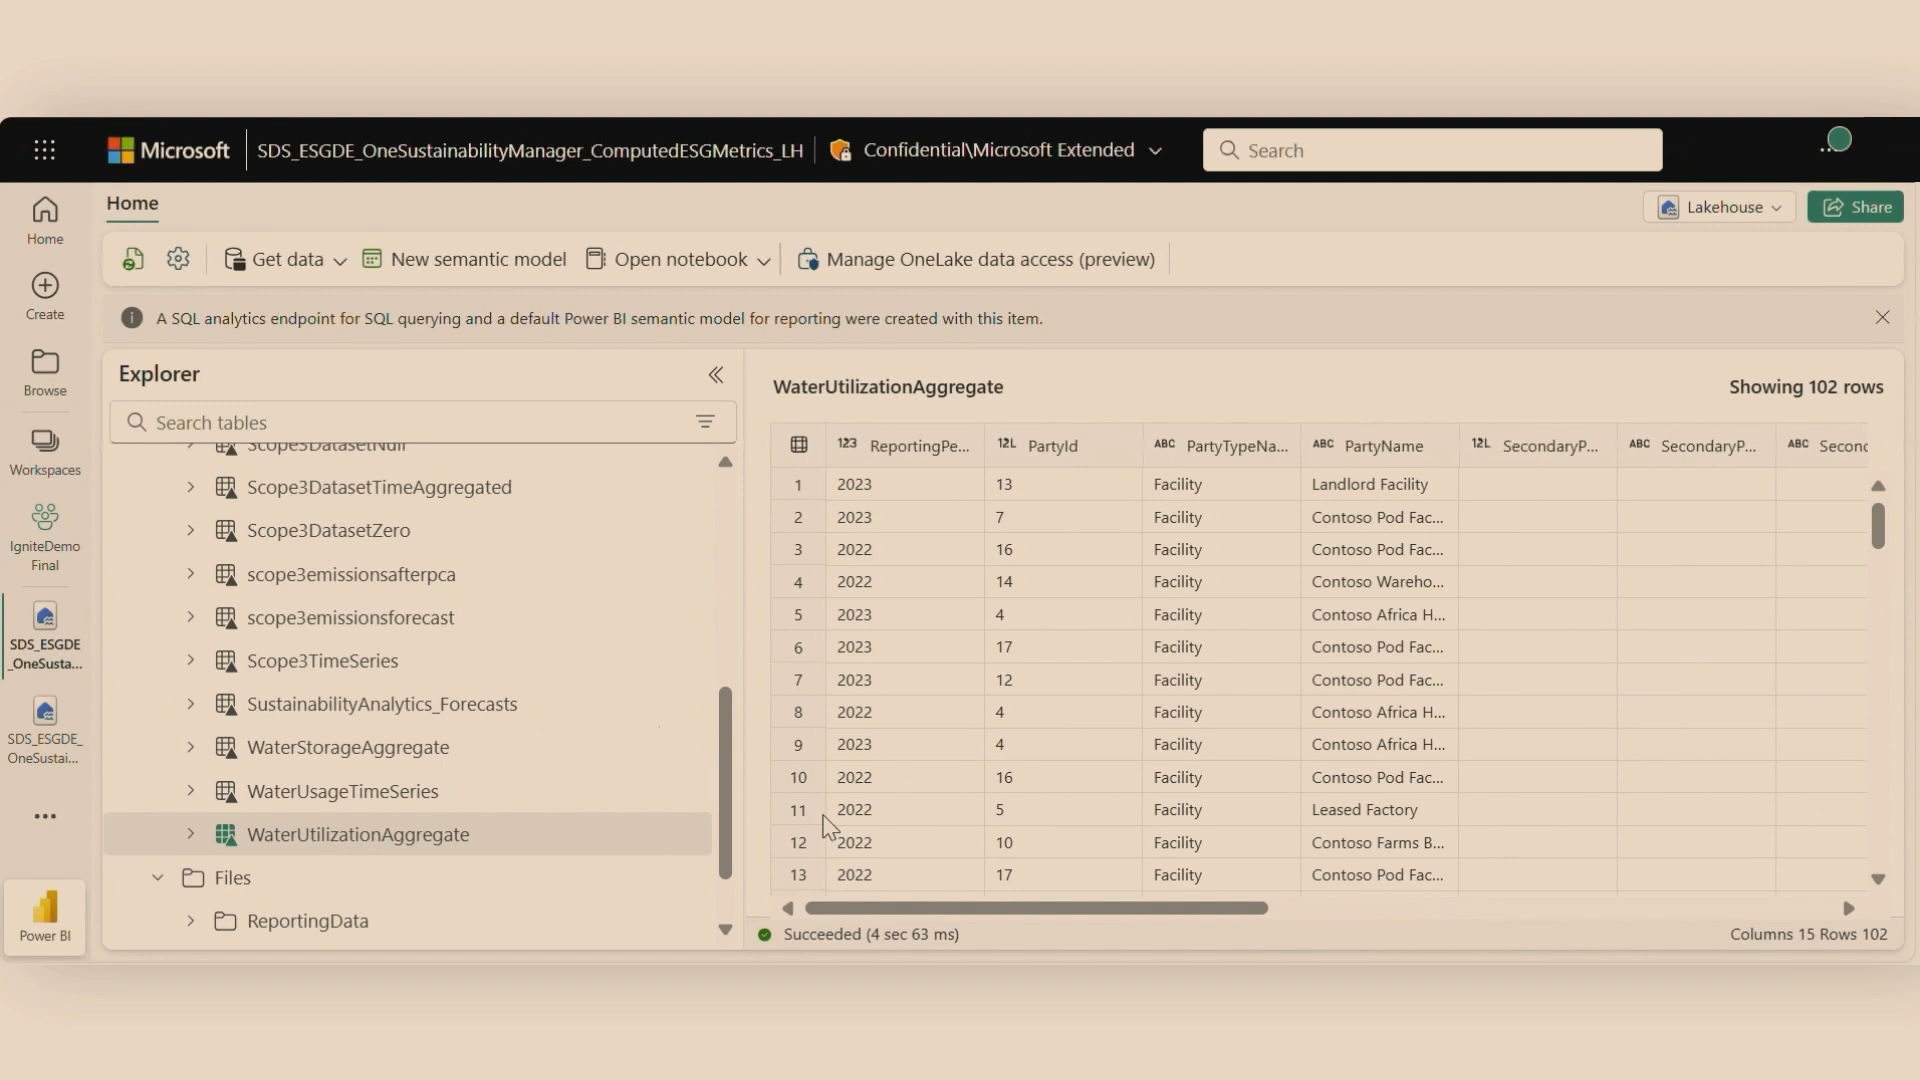 Microsoft SDS_ESGDE_OneSustainabilityManager_ComputedESGMetrics_LH Confidential\Microsoft Extended Search
Home
Lakehouse Share
Get data New semantic model Open notebook Manage OneLake data access (preview)
A SQL analytics endpoint for SQL querying and a default Power BI semantic model for reporting were created with this item.
Home
Create
Browse
Workspaces
IgniteDemo
Final
SDS_ESGDE
_OneSusta...
SDS_ESGDE_
OneSustai...
Power BI
Explorer
Search tables
Scope3DatasetNull
Scope3DatasetTimeAggregated
Scope3DatasetZero
scope3emissionsafterpca
scope3emissionsforecast
Scope3TimeSeries
SustainabilityAnalytics_Forecasts
WaterStorageAggregate
WaterUsageTimeSeries
WaterUtilizationAggregate
Files
ReportingData
WaterUtilizationAggregate Showing 102 rows
123 ReportingPe... 12L PartyId ABC PartyTypeNa... ABC PartyName 12L SecondaryP... ABC SecondaryP... ABC Second
1 2023 13 Facility Landlord Facility
2 2023 7 Facility Contoso Pod Fac...
3 2022 16 Facility Contoso Pod Fac...
4 2022 14 Facility Contoso Wareho...
5 2023 4 Facility Contoso Africa H...
6 2023 17 Facility Contoso Pod Fac...
7 2023 12 Facility Contoso Pod Fac...
8 2022 4 Facility Contoso Africa H...
9 2023 4 Facility Contoso Africa H...
10 2022 16 Facility Contoso Pod Fac...
11 2022 5 Facility Leased Factory
12 2022 10 Facility Contoso Farms B...
13 2022 17 Facility Contoso Pod Fac...
Succeeded (4 sec 63 ms) Columns 15 Rows 102